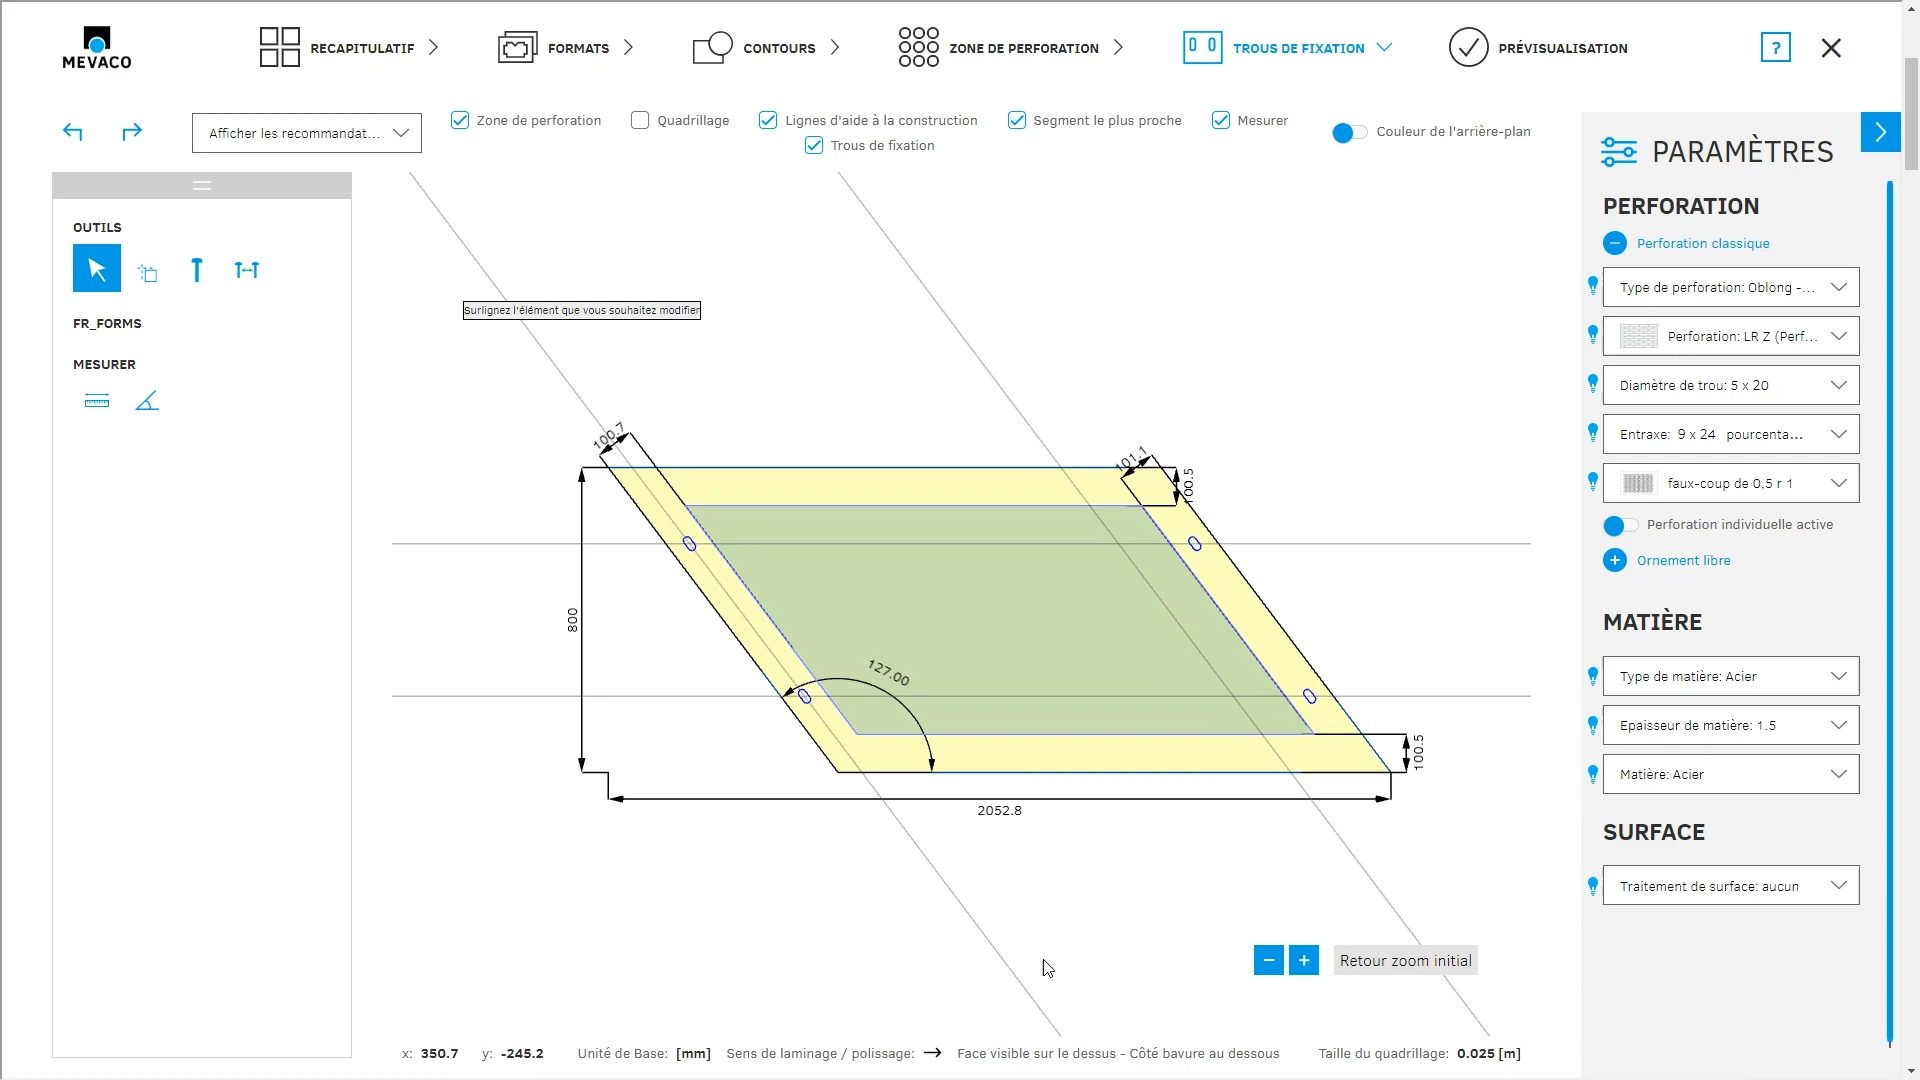 MEVACO
RECAPITULATIF
FORMATS
CONTOURS
ZONE DE PERFORATION
TROUS DE FIXATION
PRÉVISUALISATION
?
Afficher les recommandat...
Zone de perforation
Quadrillage
Lignes d'aide à la construction
Segment le plus proche
Mesurer
Trous de fixation
Couleur de l'arrière-plan
OUTILS
FR_FORMS
MESURER
Surlignez l'élément que vous souhaitez modifier
100.7
101.1
100.5
800
127.00
100.5
2052.8
Retour zoom initial
x: 350.7 y: -245.2 Unité de Base: [mm] Sens de laminage / polissage: Face visible sur le dessus - Côté bavure au dessous Taille du quadrillage: 0.025 [m]
PARAMÈTRES
PERFORATION
Perforation classique
Type de perforation: Oblong -...
Perforation: LR Z (Perf...
Diamètre de trou: 5 x 20
Entraxe: 9 x 24 pourcenta...
faux-coup de 0,5 r 1
Perforation individuelle active
Ornement libre
MATIÈRE
Type de matière: Acier
Epaisseur de matière: 1.5
Matière: Acier
SURFACE
Traitement de surface: aucun